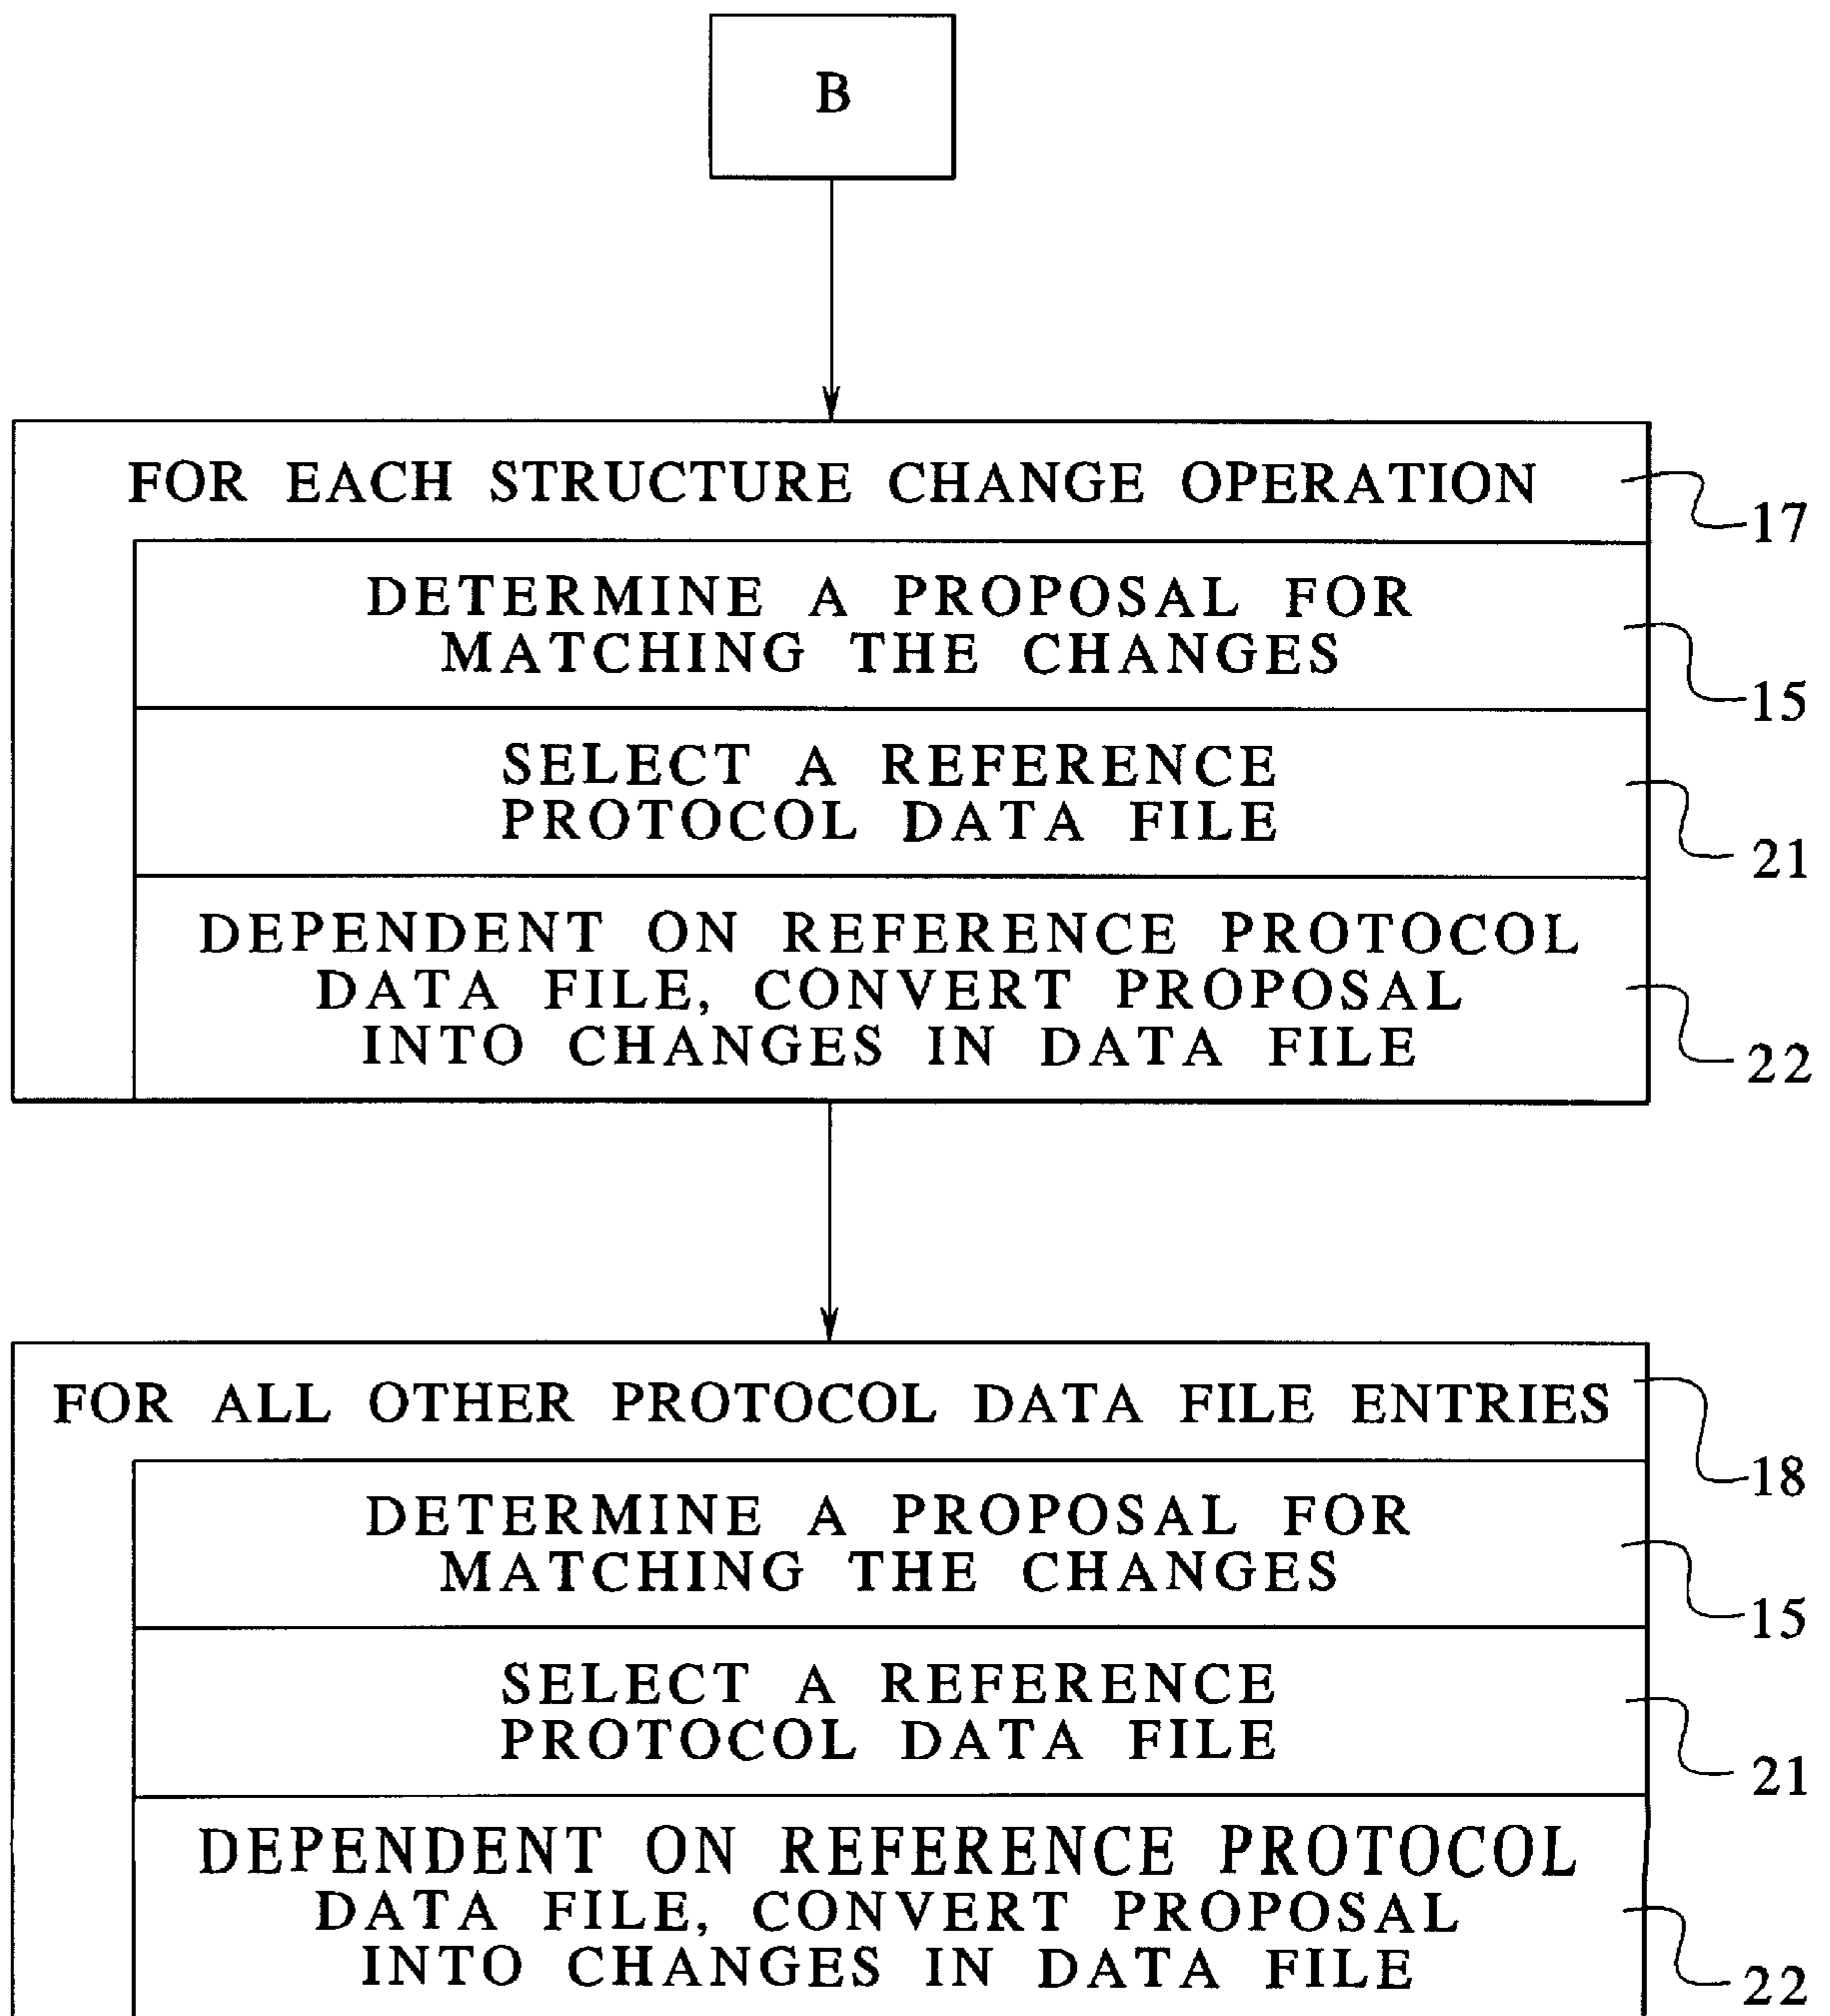 B
FOR EACH STRUCTURE CHANGE OPERATION
17
DETERMINE A PROPOSAL FOR
MATCHING THE CHANGES
15
SELECT A REFERENCE
PROTOCOL DATA FILE
21
DEPENDENT ON REFERENCE PROTOCOL
DATA FILE, CONVERT PROPOSAL
INTO CHANGES IN DATA FILE
22
FOR ALL OTHER PROTOCOL DATA FILE ENTRIES
18
DETERMINE A PROPOSAL FOR
MATCHING THE CHANGES
15
SELECT A REFERENCE
PROTOCOL DATA FILE
21
DEPENDENT ON REFERENCE PROTOCOL
DATA FILE, CONVERT PROPOSAL
INTO CHANGES IN DATA FILE
22